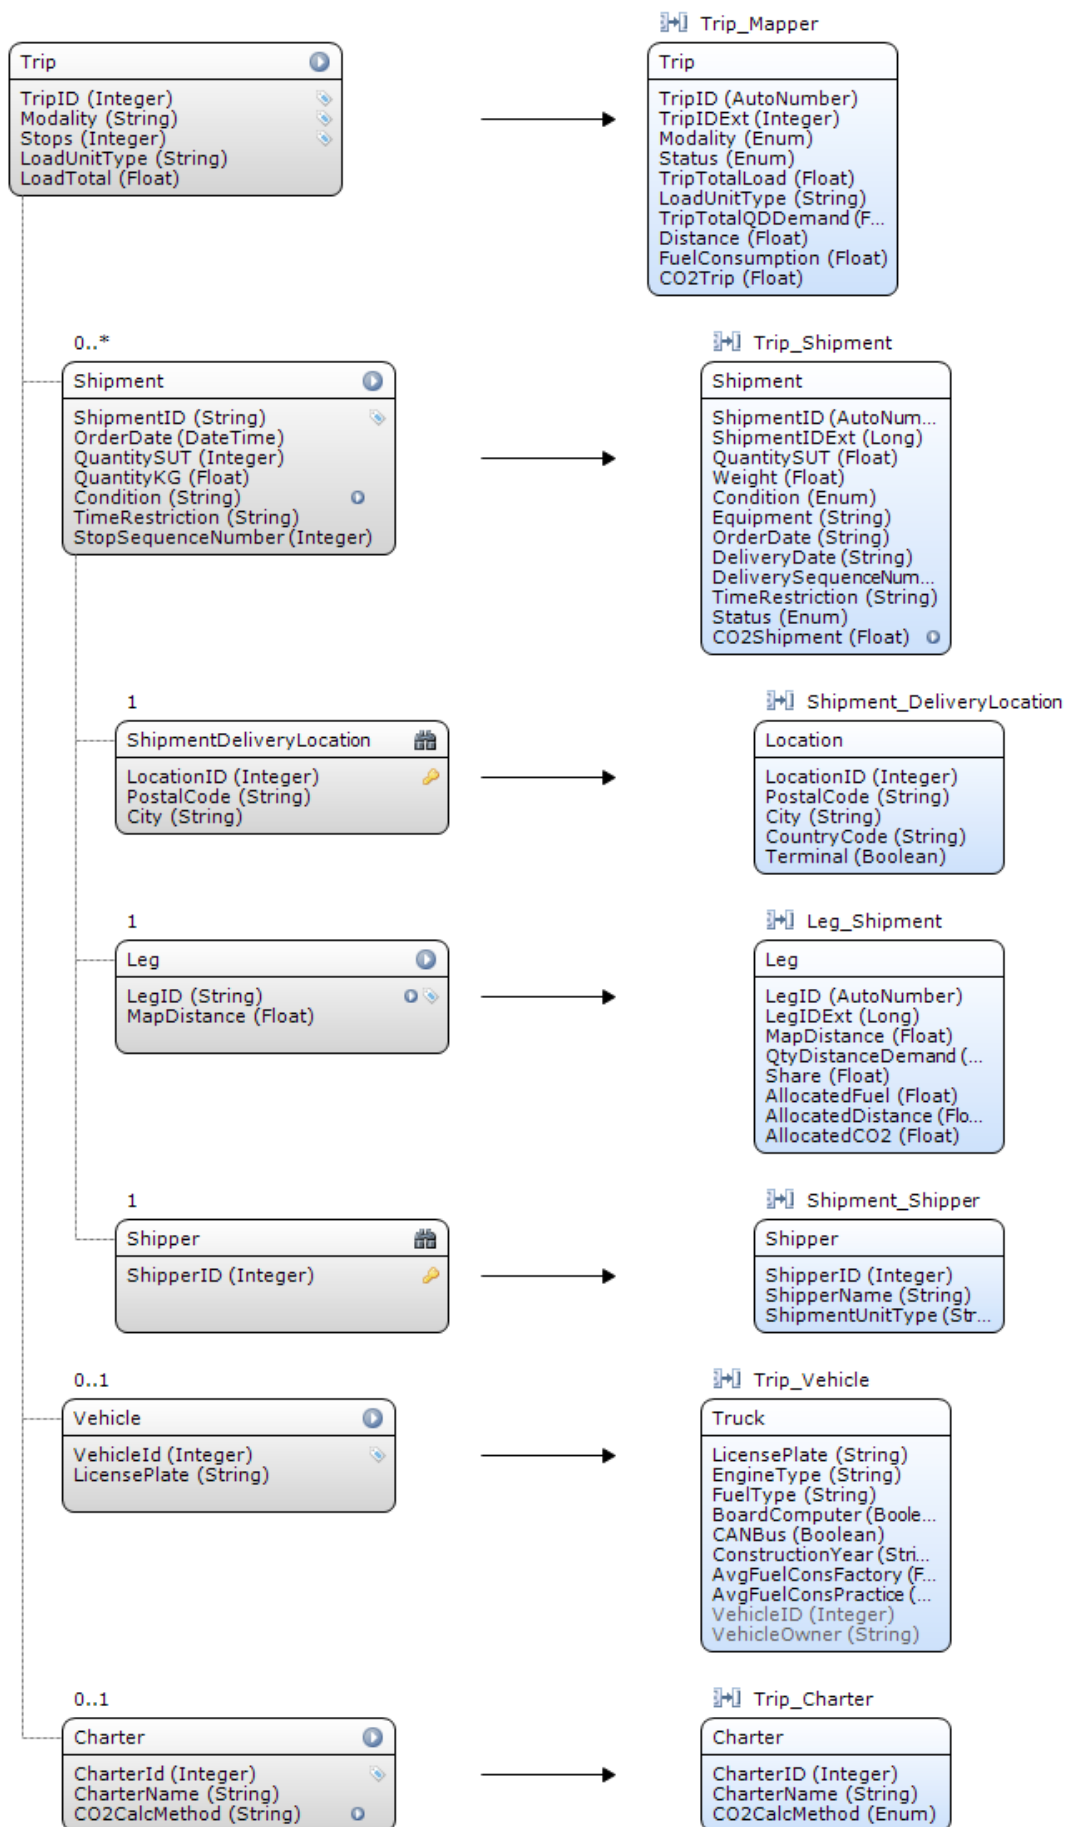 Trip_Mapper
Trip
TripID (Integer)
Modality (String)
Stops (Integer)
LoadUnitType (String)
LoadTotal (Float)
Trip
TripID (AutoNumber)
TripIDExt (Integer)
Modality (Enum)
Status (Enum)
TripTotalLoad (Float)
LoadUnitType (String)
TripTotalQDDemand (F...
Distance (Float)
FuelConsumption (Float)
CO2Trip (Float)
0..*
Trip_Shipment
Shipment
ShipmentID (String)
OrderDate (DateTime)
QuantitySUT (Integer)
QuantityKG (Float)
Condition (String)
TimeRestriction (String)
StopSequenceNumber (Integer)
Shipment
ShipmentID (AutoNum...
ShipmentIDExt (Long)
QuantitySUT (Float)
Weight (Float)
Condition (Enum)
Equipment (String)
OrderDate (String)
DeliveryDate (String)
DeliverySequenceNum...
TimeRestriction (String)
Status (Enum)
CO2Shipment (Float)
1
Shipment_DeliveryLocation
ShipmentDeliveryLocation
LocationID (Integer)
PostalCode (String)
City (String)
Location
LocationID (Integer)
PostalCode (String)
City (String)
CountryCode (String)
Terminal (Boolean)
1
Leg_Shipment
Leg
LegID (String)
MapDistance (Float)
Leg
LegID (AutoNumber)
LegIDExt (Long)
MapDistance (Float)
QtyDistanceDemand (...
Share (Float)
AllocatedFuel (Float)
AllocatedDistance (Flo...
AllocatedCO2 (Float)
1
Shipment_Shipper
Shipper
ShipperID (Integer)
Shipper
ShipperID (Integer)
ShipperName (String)
ShipmentUnitType (Str...
0..1
Trip_Vehicle
Vehicle
VehicleId (Integer)
LicensePlate (String)
Truck
LicensePlate (String)
EngineType (String)
FuelType (String)
BoardComputer (Boole...
CANBus (Boolean)
ConstructionYear (Stri...
AvgFuelConsFactory (F...
AvgFuelConsPractice (...
VehicleID (Integer)
VehicleOwner (String)
0..1
Trip_Charter
Charter
CharterId (Integer)
CharterName (String)
CO2CalcMethod (String)
Charter
CharterID (Integer)
CharterName (String)
CO2CalcMethod (Enum)